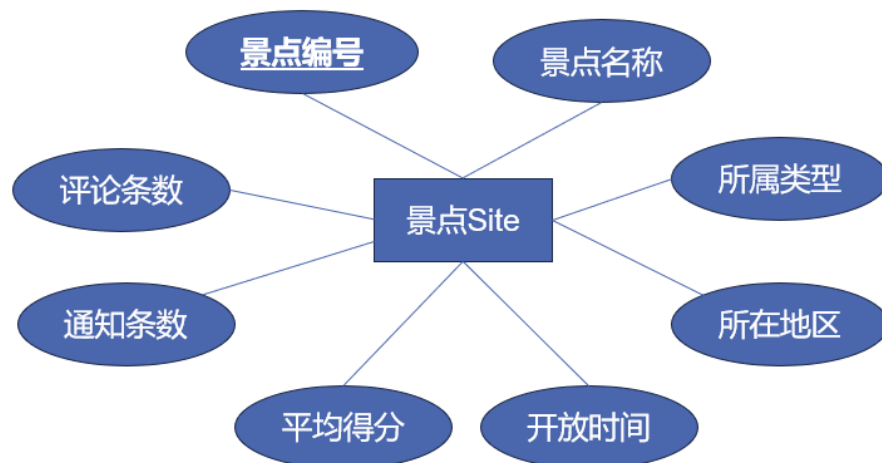 景点编号
景点名称
评论条数
所属类型
景点Site
通知条数
所在地区
平均得分
开放时间